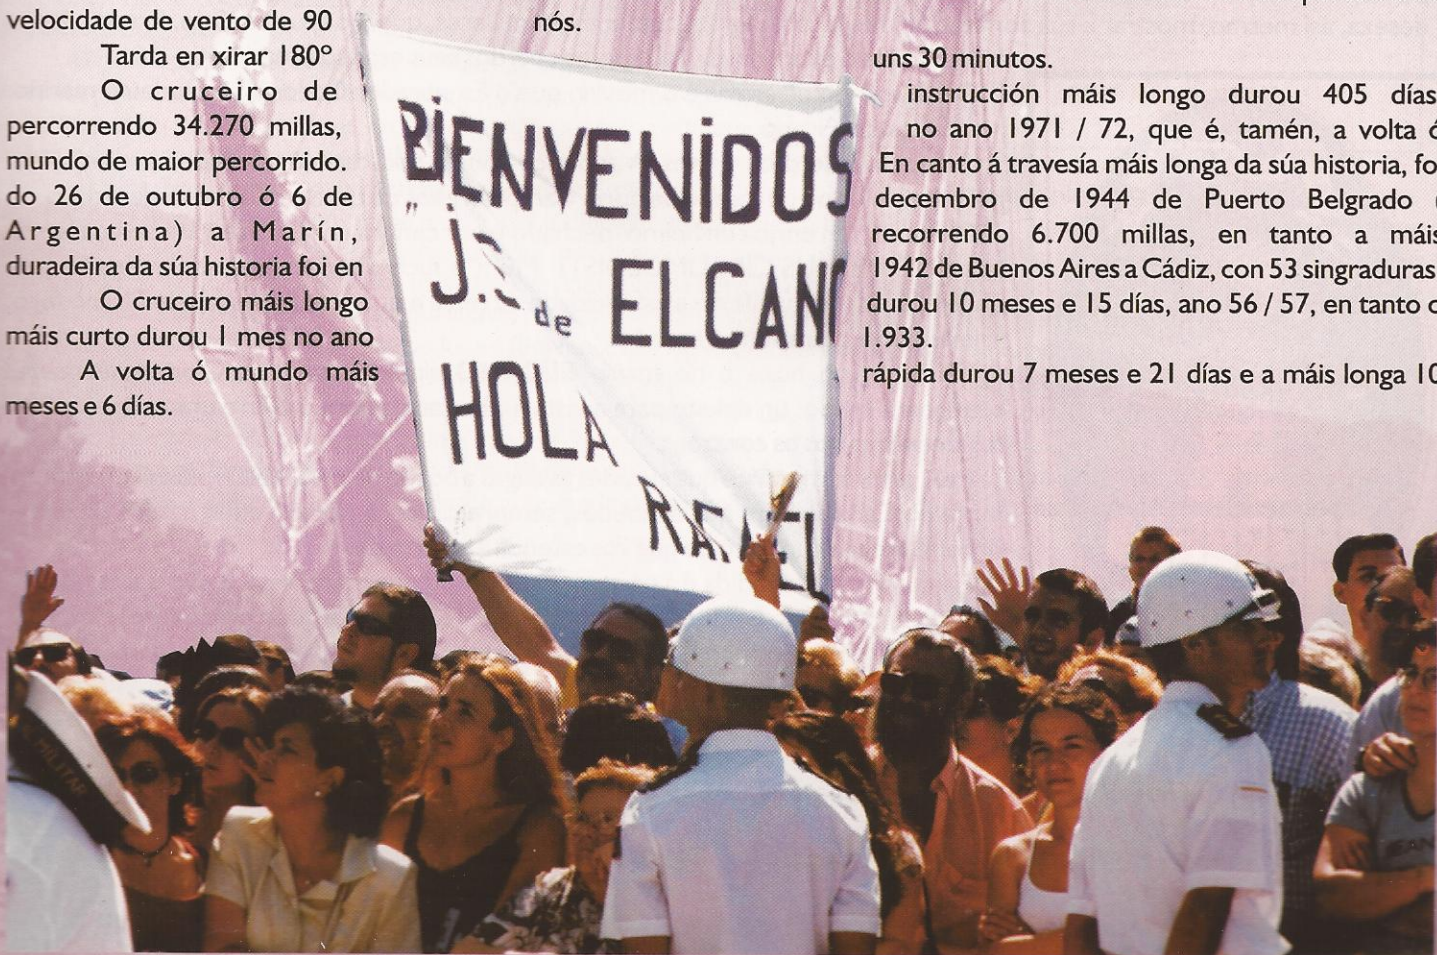 velocidade de vento de 90 nós.
Tarda en xirar 180º uns 30 minutos.
O cruceiro de instrucción máis longo durou 405 días
percorrendo 34.270 millas, no ano 1971 / 72, que é, tamén, a volta ó
mundo de maior percorrido. En canto á travesía máis longa da súa historia, fo
do 26 de outubro ó 6 de decembro de 1944 de Puerto Belgrado (
Argentina) a Marín, recorrendo 6.700 millas, en tanto a máis
duradeira da súa historia foi en 1942 de Buenos Aires a Cádiz, con 53 singraduras
O cruceiro máis longo durou 10 meses e 15 días, ano 56 / 57, en tanto o
máis curto durou 1 mes no ano 1.933.
A volta ó mundo máis rápida durou 7 meses e 21 días e a máis longa 10
meses e 6 días.
BIENVENIDOS
"J.S. de ELCANO
HOLA
RAFAEL
MILITAR